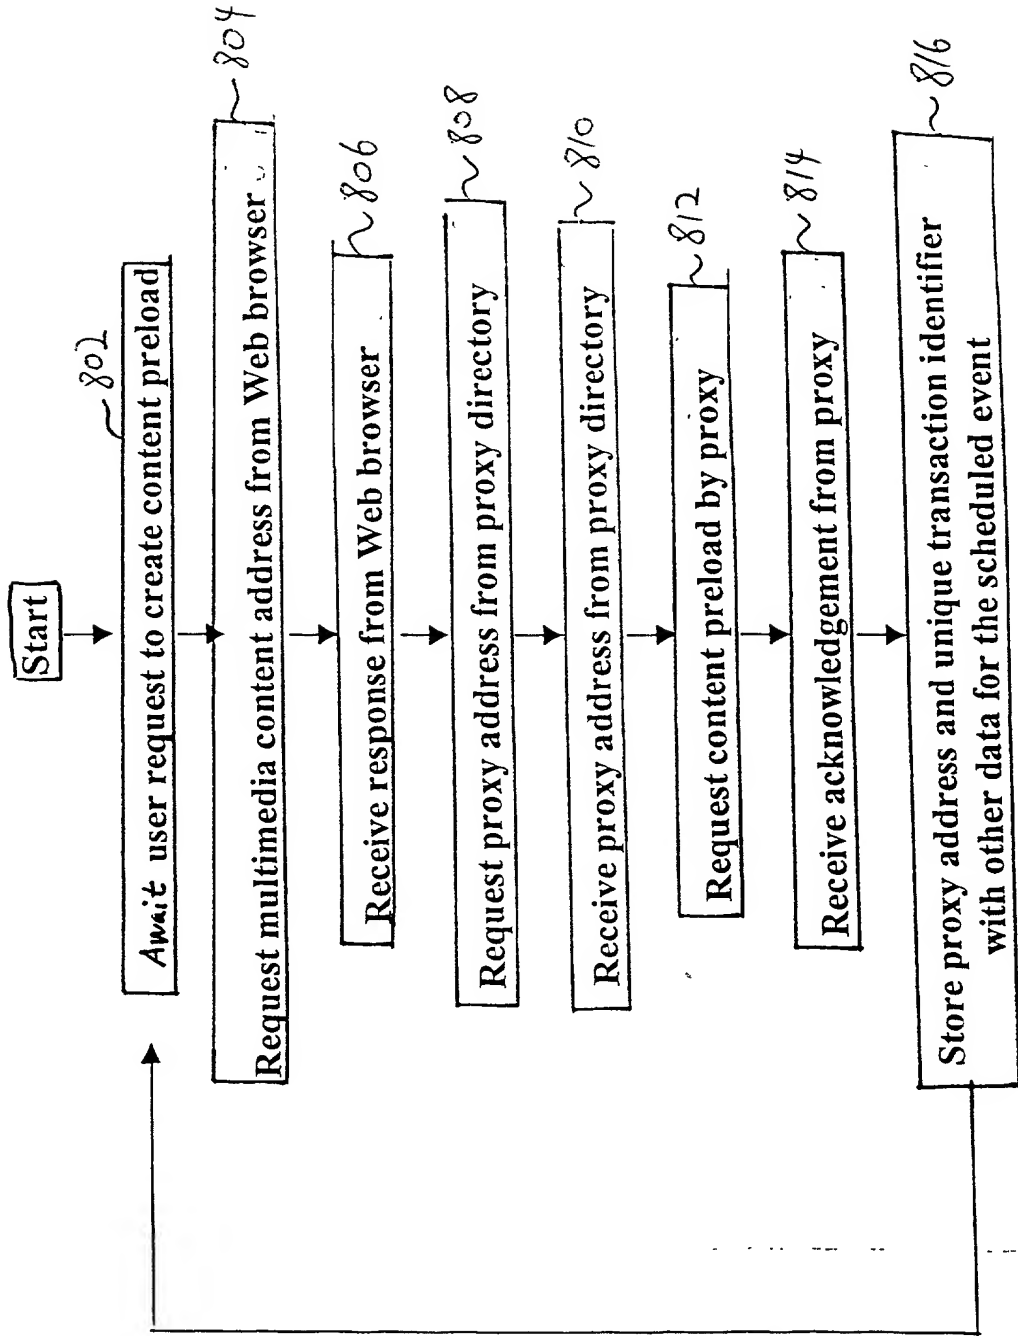 Start
802
Await user request to create content preload
804
Request multimedia content address from Web browser
806
Receive response from Web browser
808
Request proxy address from proxy directory
810
Receive proxy address from proxy directory
812
Request content preload by proxy
814
Receive acknowledgement from proxy
816
Store proxy address and unique transaction identifier
with other data for the scheduled event